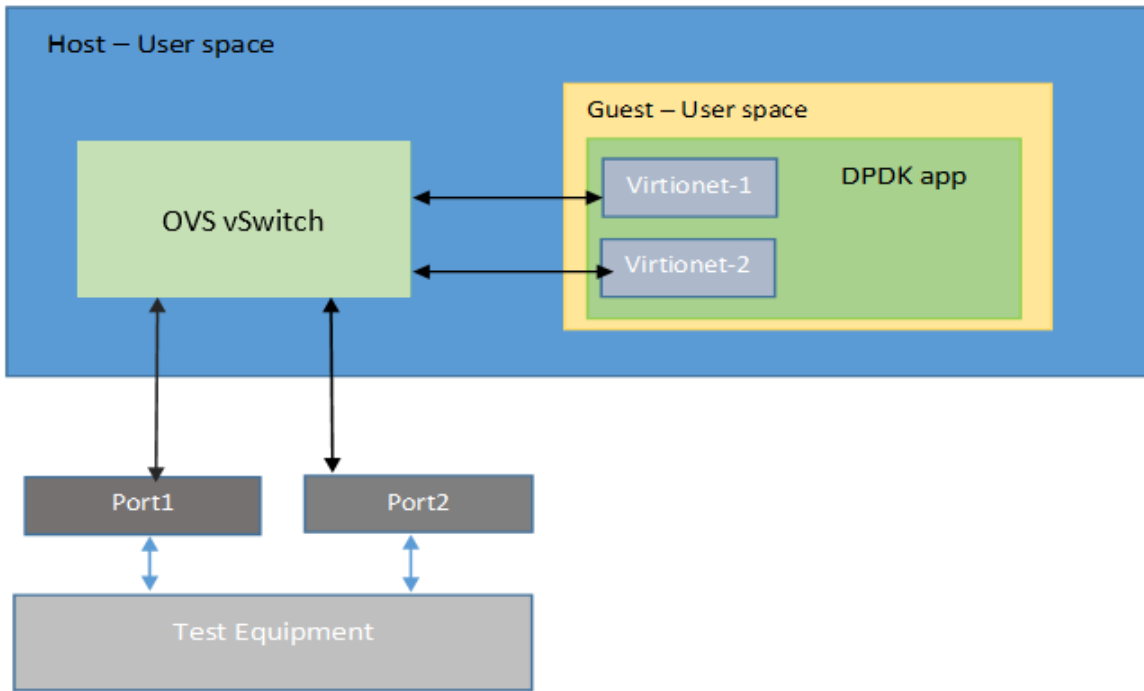 Host – User space
Guest – User space
Virtionet-1
DPDK app
OVS vSwitch
Virtionet-2
Port1
Port2
Test Equipment